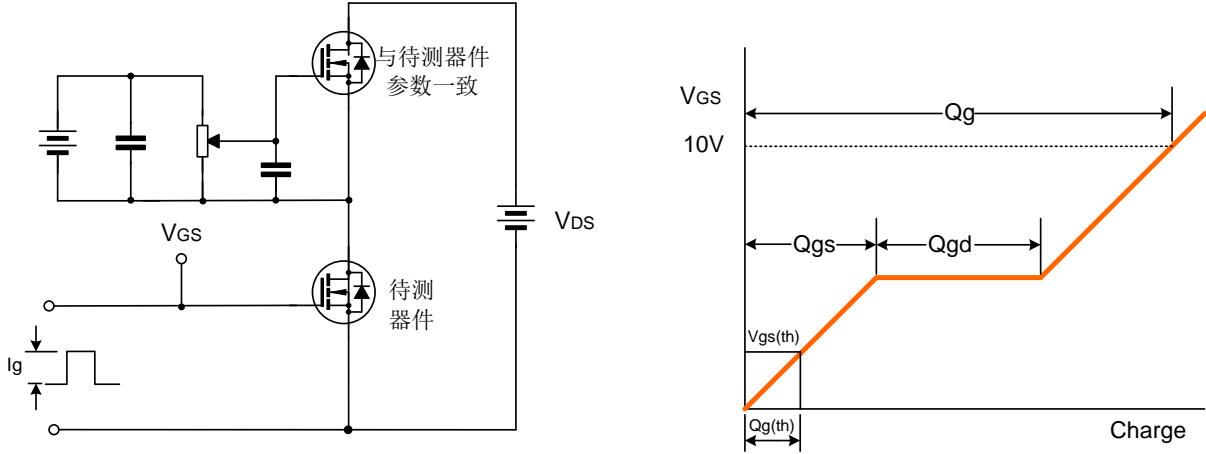 与待测器件
参数一致
VGS
VDS
待测
器件
Ig
VGS
Qg
10V
Qgs
Qgd
Vgs(th)
Qg(th)
Charge